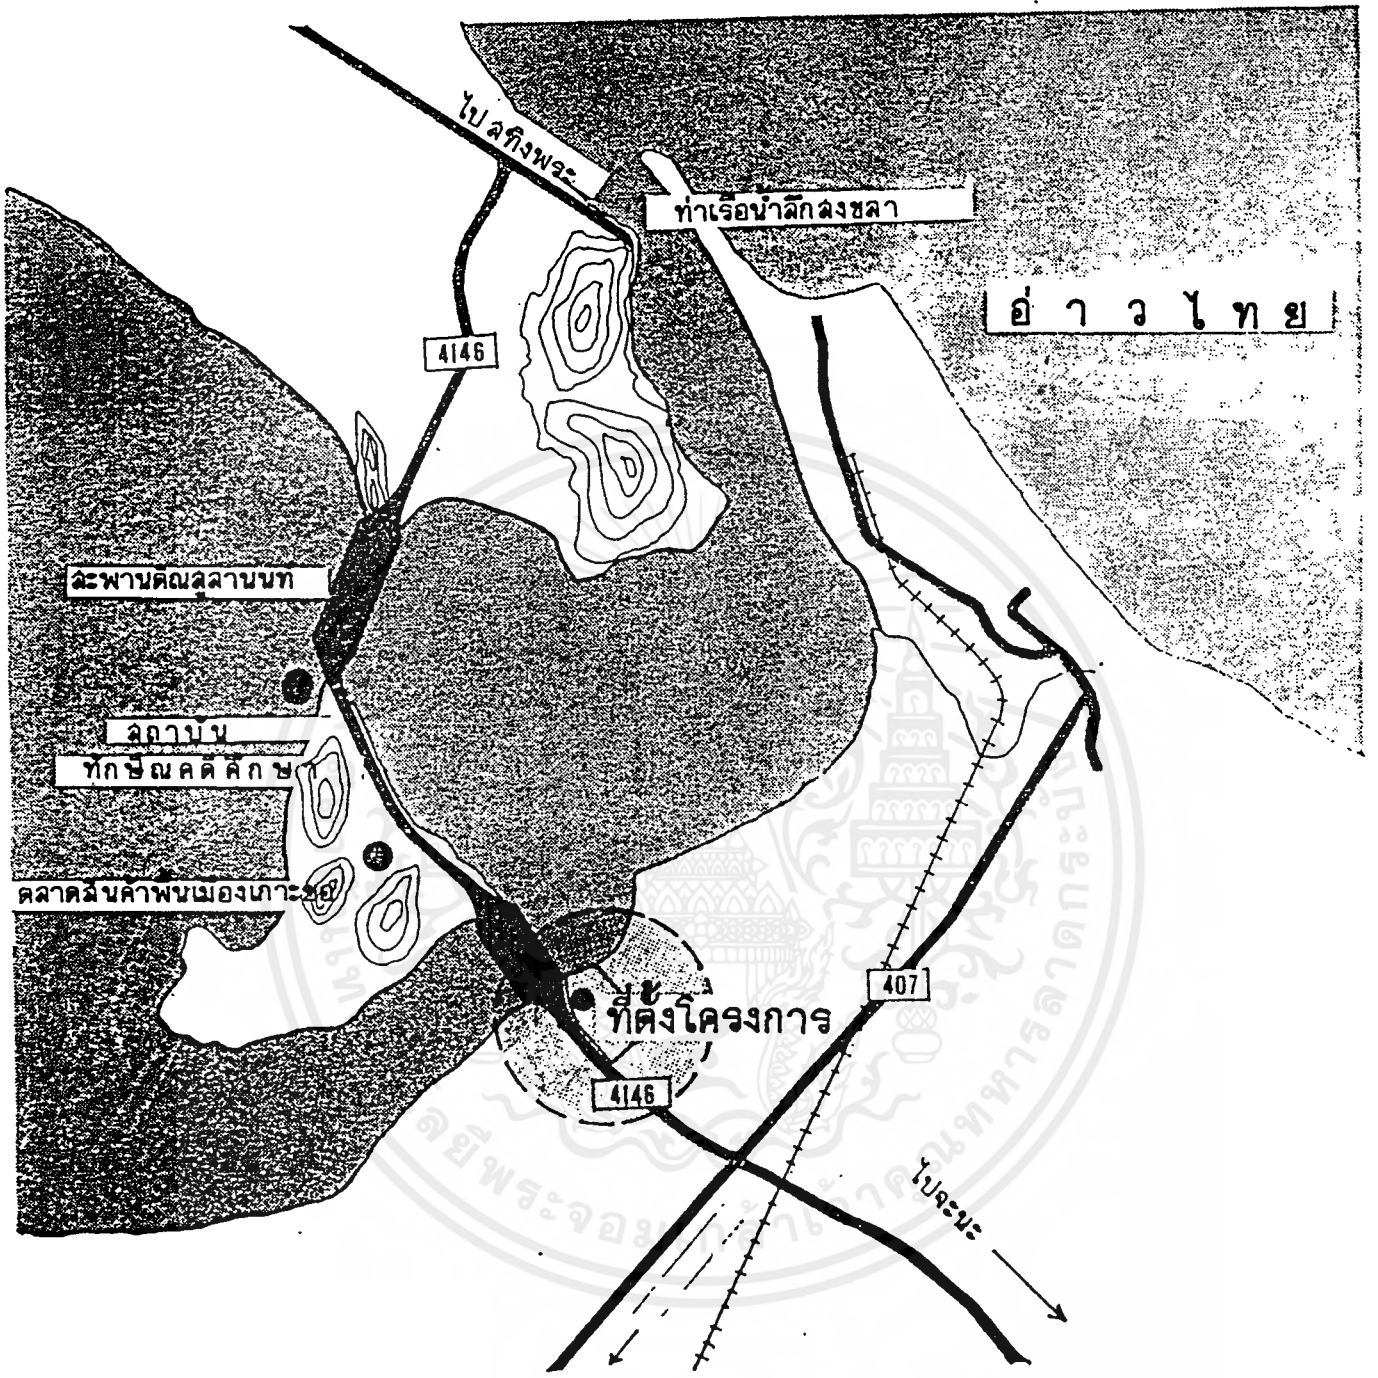 ไปสทิงพระ
ท่าเรือน้ำลึกสงขลา
อ่าวไทย
4146
สะพานติณสูลานนท์
สถาบัน
ทักษิณคดีศึกษา
ตลาดสินค้าพื้นเมืองเกาะยอ
407
ที่ตั้งโครงการ
4146
ไปจะนะ